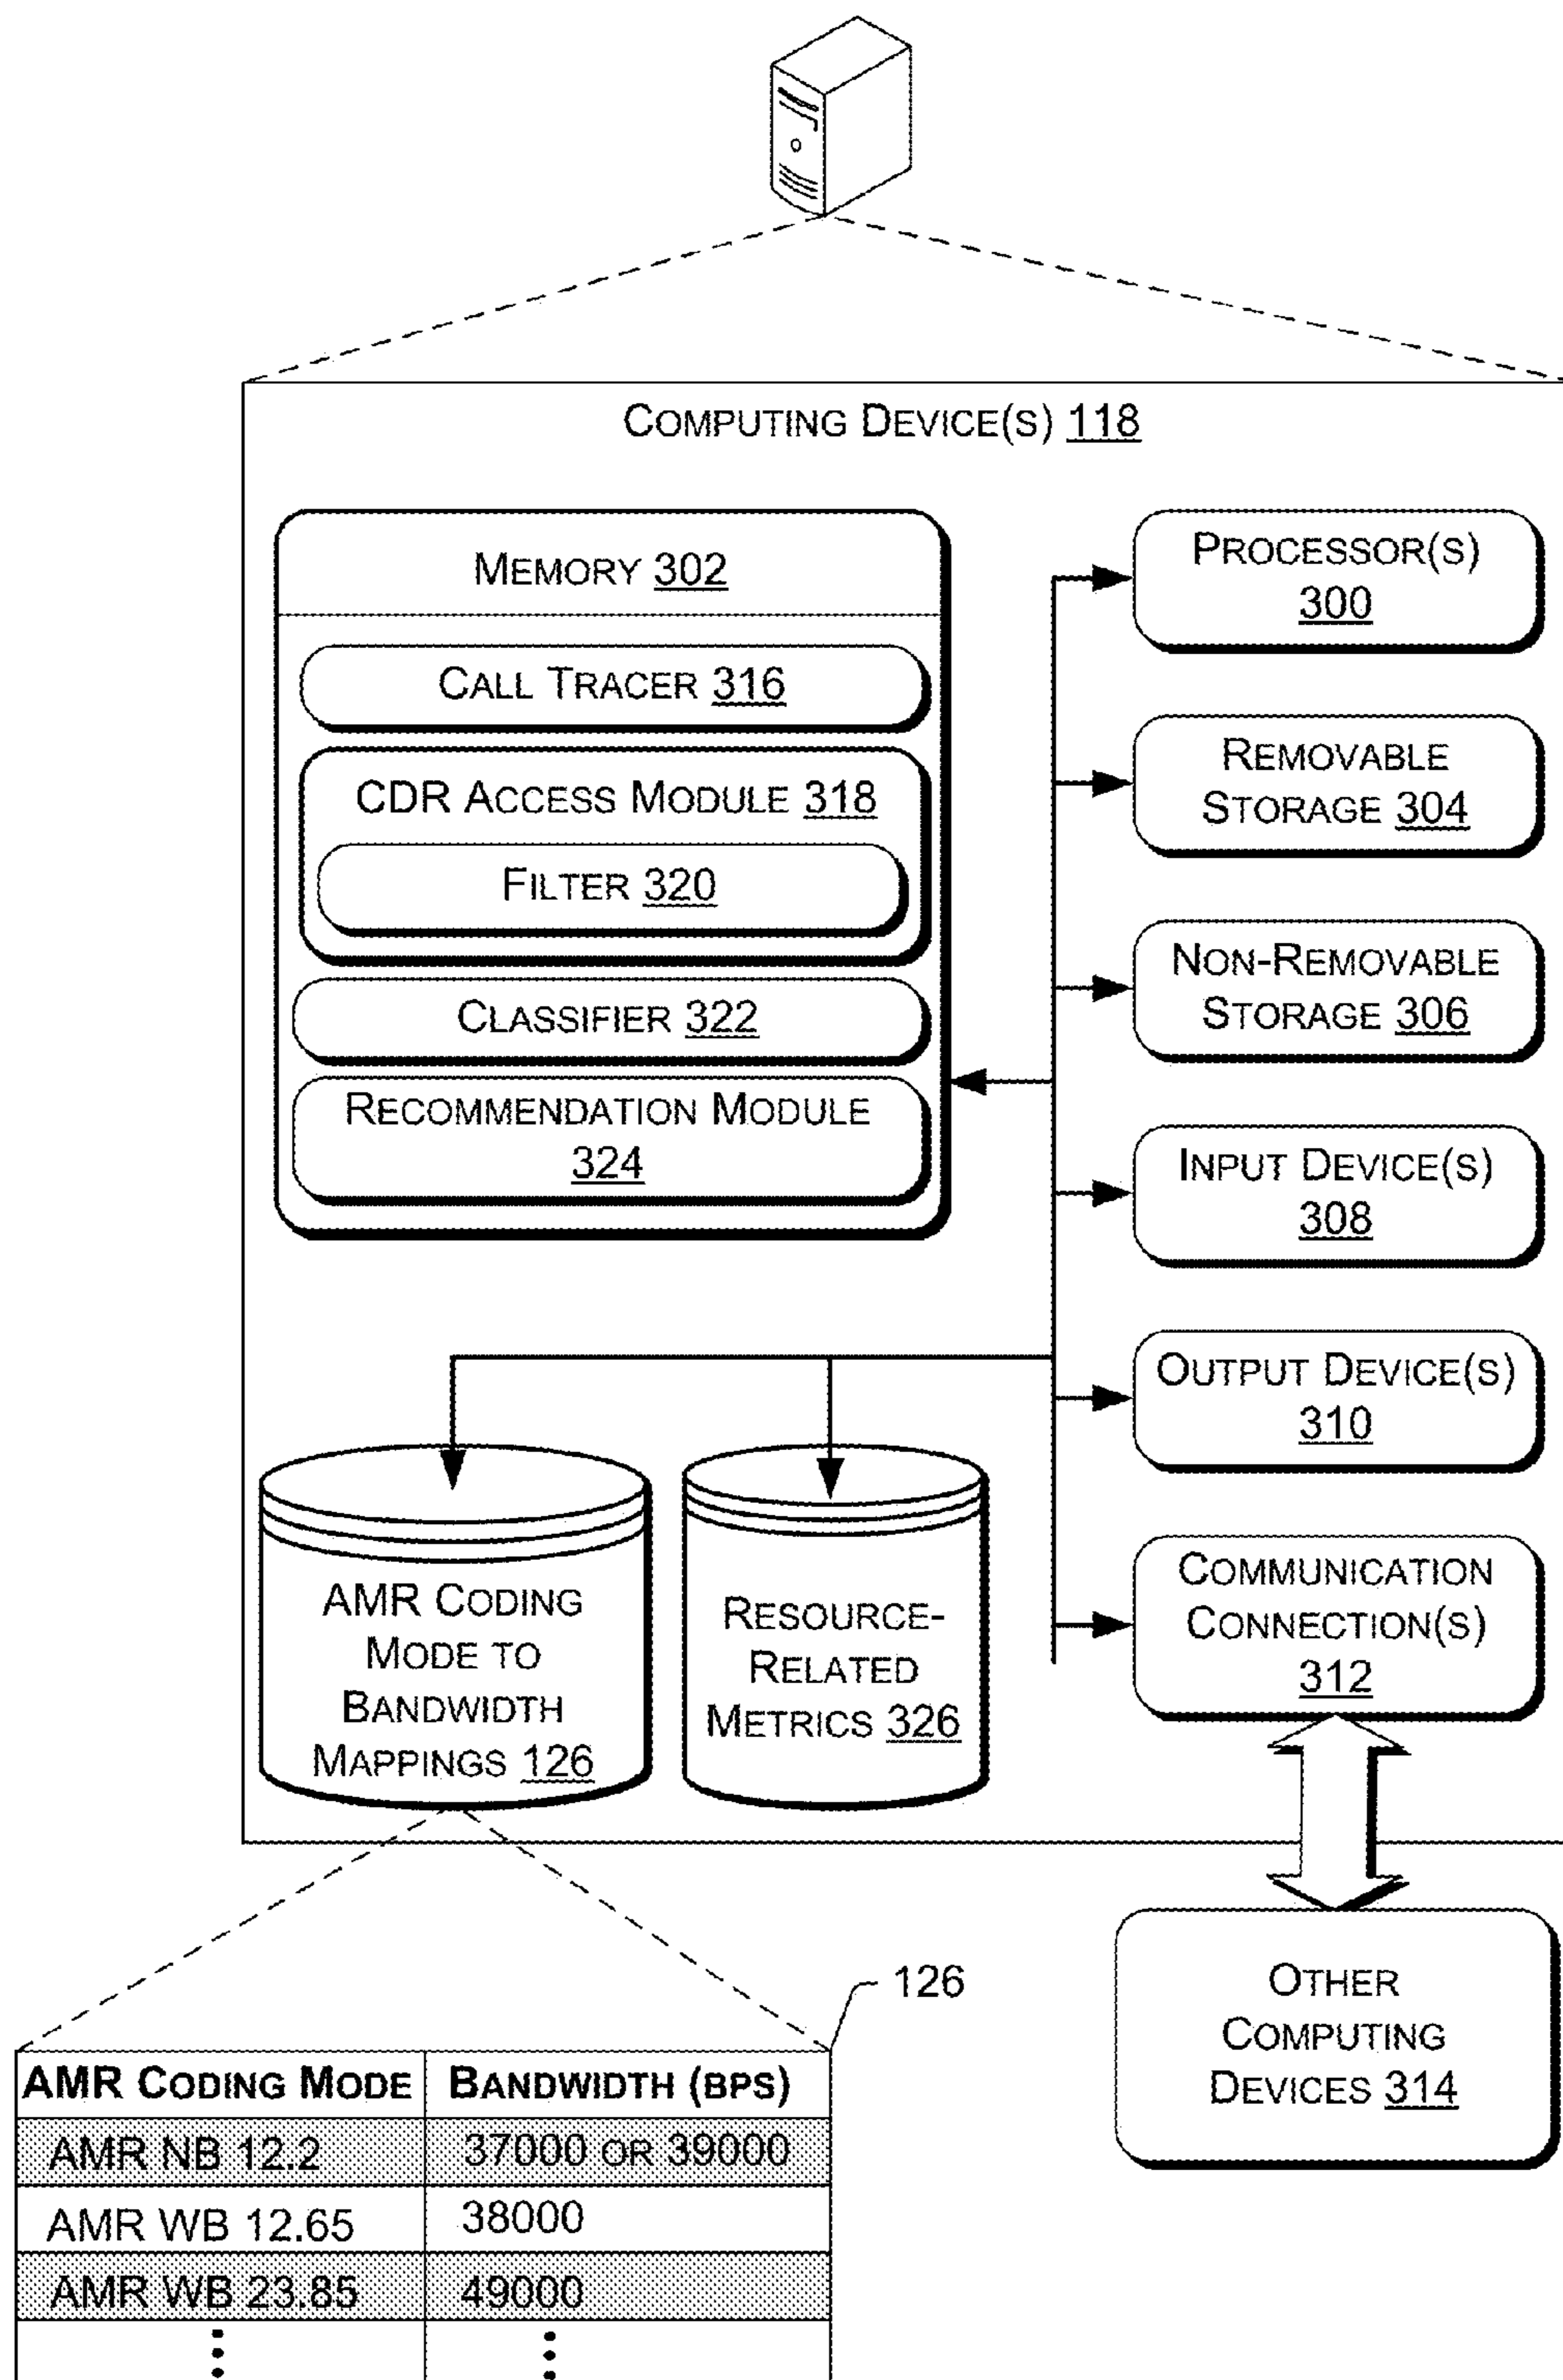 COMPUTING DEVICE(S) 118
MEMORY 302
CALL TRACER 316
CDR ACCESS MODULE 318
FILTER 320
CLASSIFIER 322
RECOMMENDATION MODULE
324
PROCESSOR(S)
300
REMOVABLE
STORAGE 304
NON-REMOVABLE
STORAGE 306
INPUT DEVICE(S)
308
OUTPUT DEVICE(S)
310
COMMUNICATION
CONNECTION(S)
312
AMR CODING
MODE TO
BANDWIDTH
MAPPINGS 126
RESOURCE-
RELATED
METRICS 326
OTHER
COMPUTING
DEVICES 314
126
AMR CODING MODE BANDWIDTH (BPS)
AMR NB 12.2 37000 OR 39000
AMR WB 12.65 38000
AMR WB 23.85 49000